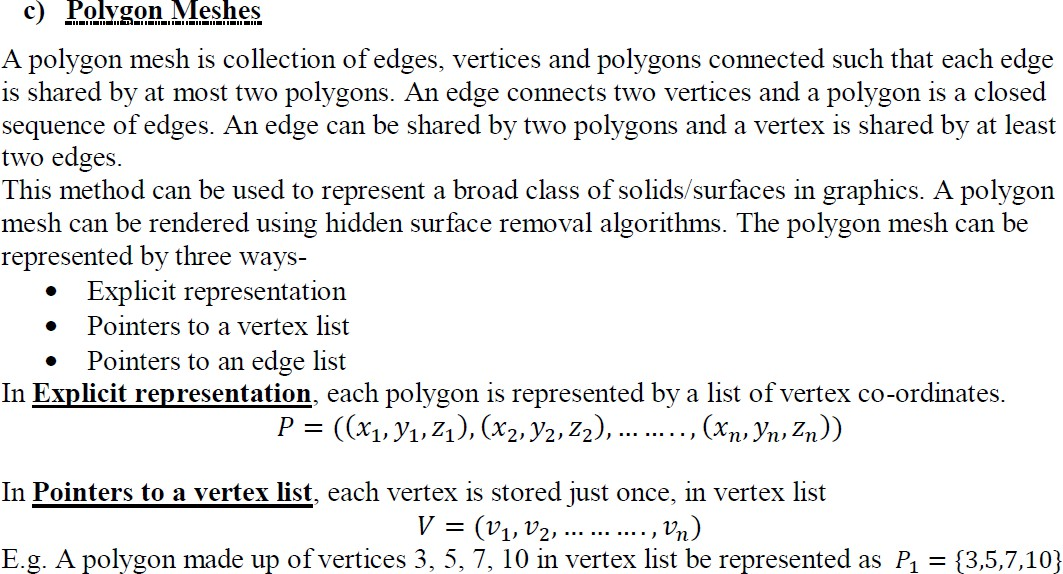 c) Polygon Meshes
A polygon mesh is collection of edges, vertices and polygons connected such that each edge
is shared by at most two polygons. An edge connects two vertices and a polygon is a closed
sequence of edges. An edge can be shared by two polygons and a vertex is shared by at least
two edges.
This method can be used to represent a broad class of solids/surfaces in graphics. A polygon
mesh can be rendered using hidden surface removal algorithms. The polygon mesh can be
represented by three ways-
• Explicit representation
• Pointers to a vertex list
• Pointers to an edge list
In Explicit representation, each polygon is represented by a list of vertex co-ordinates.
P = ((x₁, y₁, z₁), (x₂, y₂, z₂), … … . . , (xₙ, yₙ, zₙ))
In Pointers to a vertex list, each vertex is stored just once, in vertex list
V = (v₁, v₂, … … … . , vₙ)
E.g. A polygon made up of vertices 3, 5, 7, 10 in vertex list be represented as P₁ = {3,5,7,10}